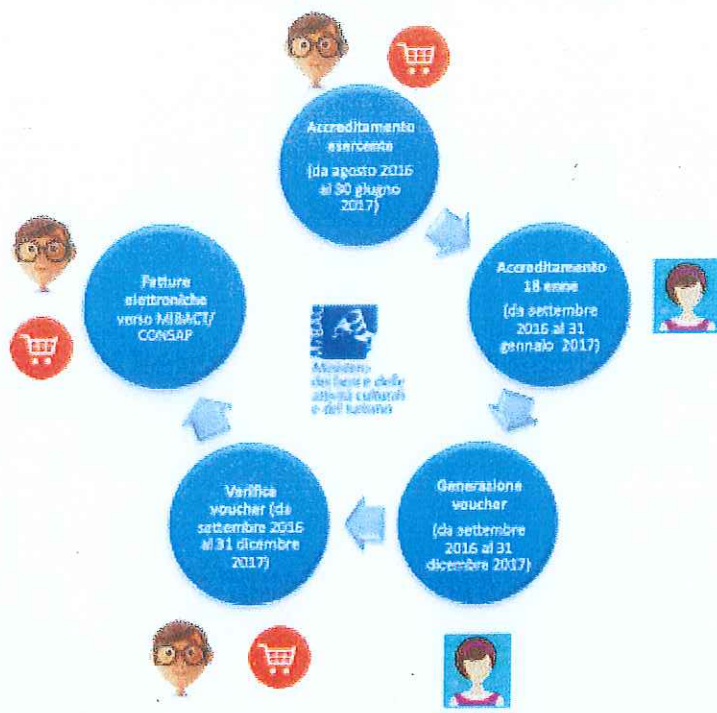 Accreditamento
esercente
(da agosto 2016
al 30 giugno
2017)
Accreditamento
18 enne
(da settembre
2016 al 31
gennaio 2017)
Generazione
voucher
(da settembre
2016 al 31
dicembre 2017)
Verifica
voucher (da
settembre 2016
al 31 dicembre
2017)
Fatture
elettroniche
verso MIBACT/
CONSAP
MiBAC
Ministero
dei beni e delle
attività culturali
e del turismo